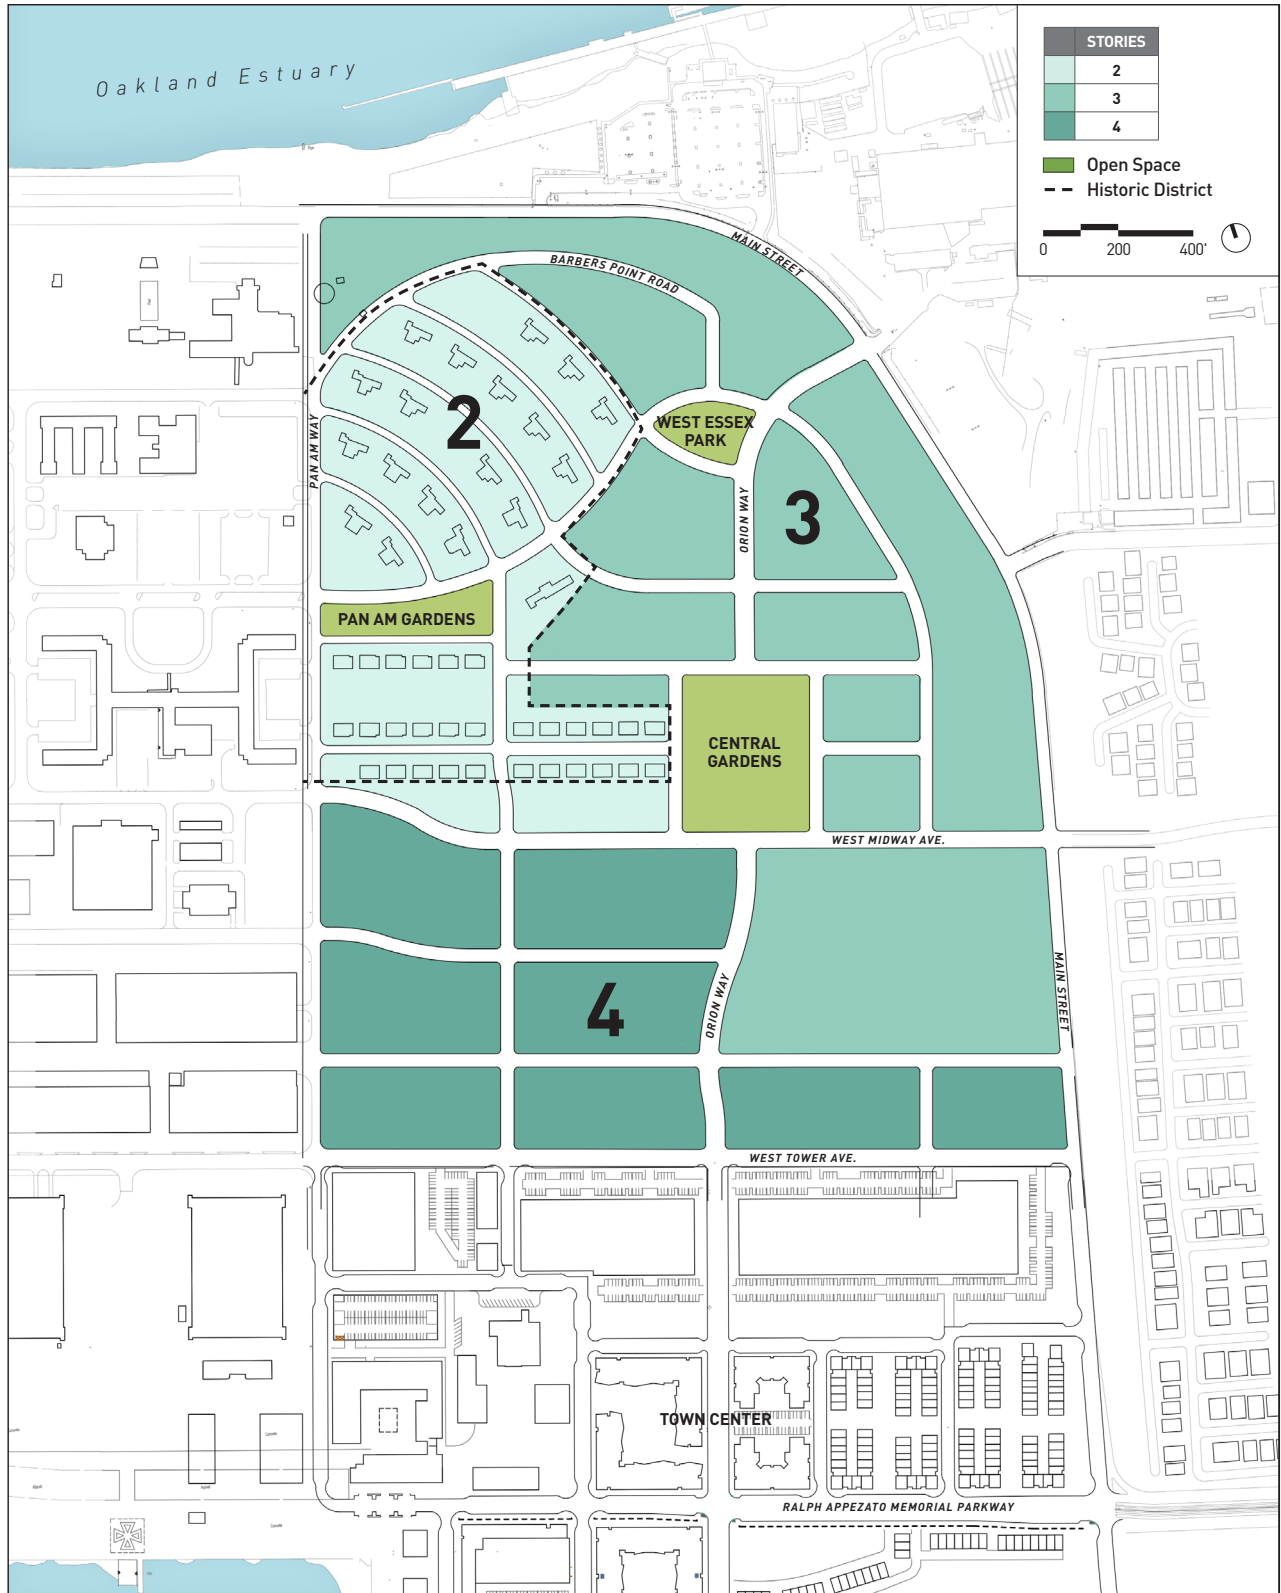 Oakland Estuary
STORIES
2
3
4
Open Space
Historic District
0 200 400'
MAIN STREET
BARBERS POINT ROAD
PAN AM WAY
2
WEST ESSEX
PARK
ORION WAY
3
PAN AM GARDENS
CENTRAL
GARDENS
WEST MIDWAY AVE.
4
ORION WAY
MAIN STREET
WEST TOWER AVE.
TOWN CENTER
RALPH APPEZATO MEMORIAL PARKWAY